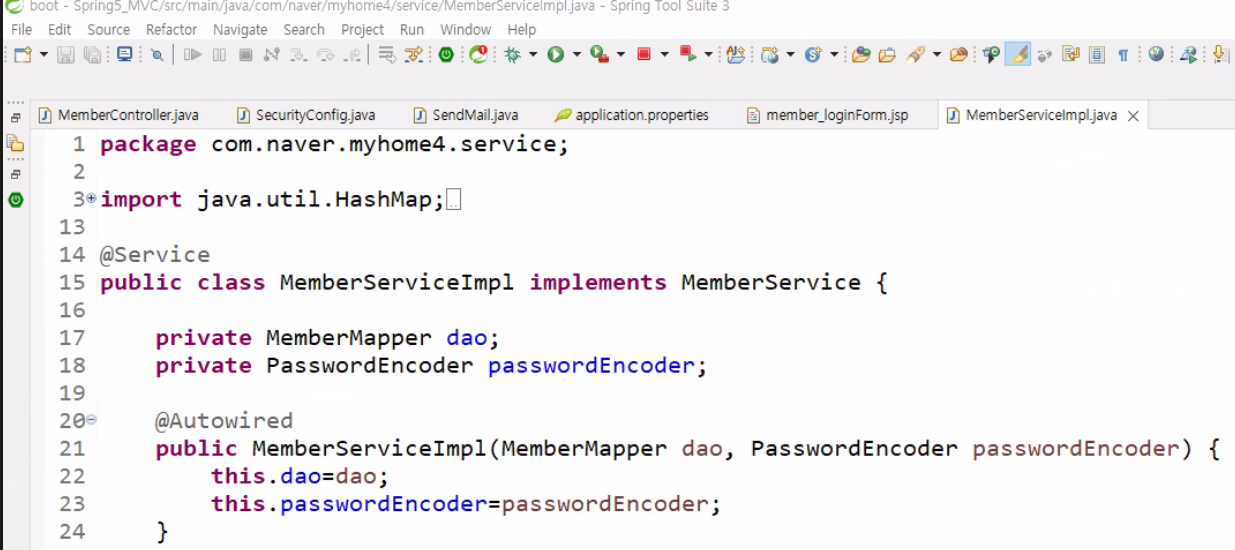 boot - Spring5_MVC/src/main/java/com/naver/myhome4/service/MemberServiceImpl.java - Spring Tool Suite 3
File Edit Source Refactor Navigate Search Project Run Window Help
MemberController.java SecurityConfig.java SendMail.java application.properties member_loginForm.jsp MemberServiceImpl.java
1 package com.naver.myhome4.service;
2
3 import java.util.HashMap;
13
14 @Service
15 public class MemberServiceImpl implements MemberService {
16
17 private MemberMapper dao;
18 private PasswordEncoder passwordEncoder;
19
20 @Autowired
21 public MemberServiceImpl(MemberMapper dao, PasswordEncoder passwordEncoder) {
22 this.dao=dao;
23 this.passwordEncoder=passwordEncoder;
24 }